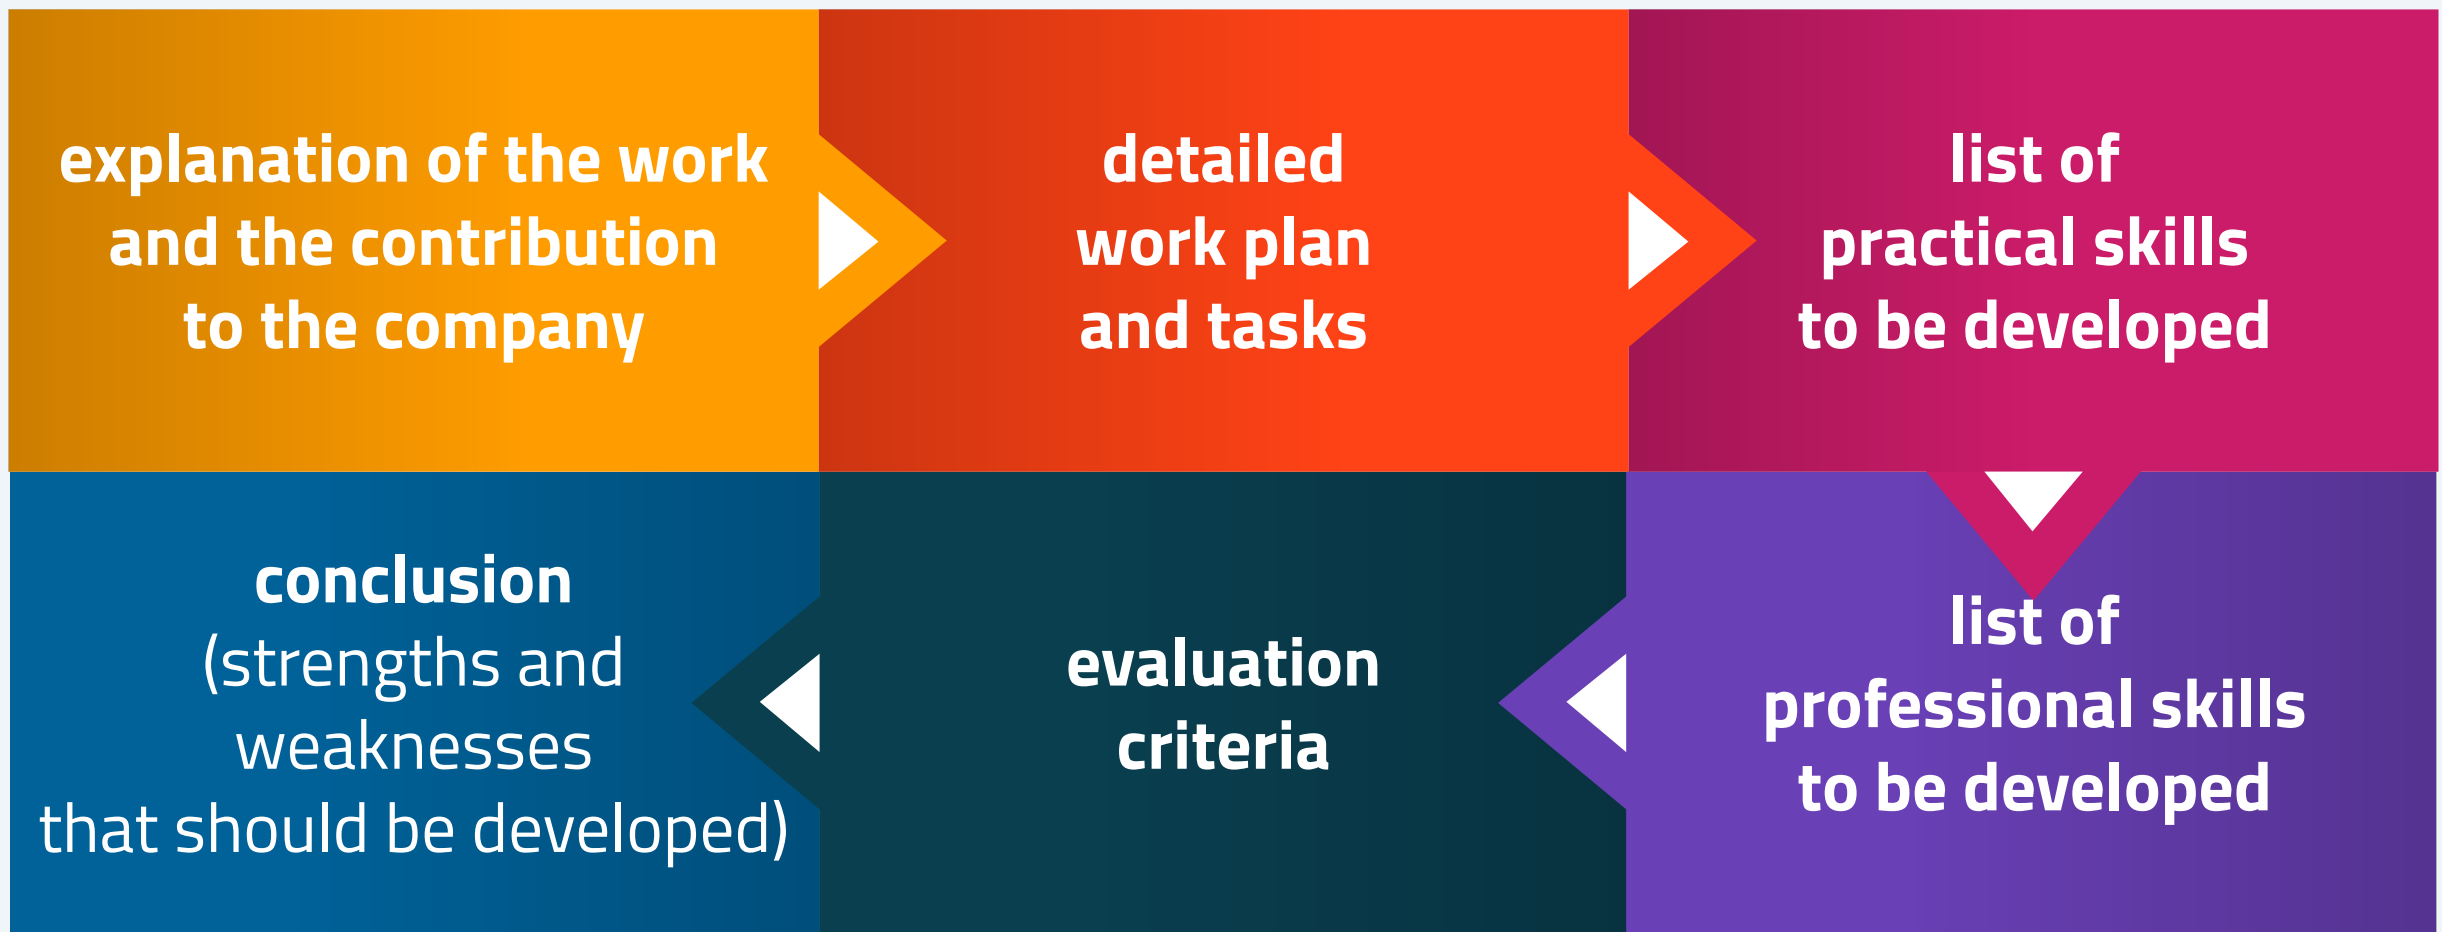 explanation of the work
and the contribution
to the company
detailed
work plan
and tasks
list of
practical skills
to be developed
list of
professional skills
to be developed
evaluation
criteria
conclusion
(strengths and
weaknesses
that should be developed)